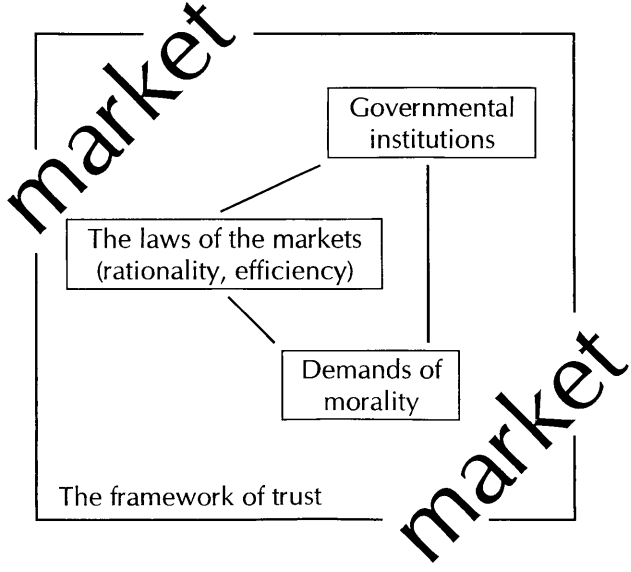 market
Governmental
institutions
The laws of the markets
(rationality, efficiency)
Demands of
morality
market
The framework of trust